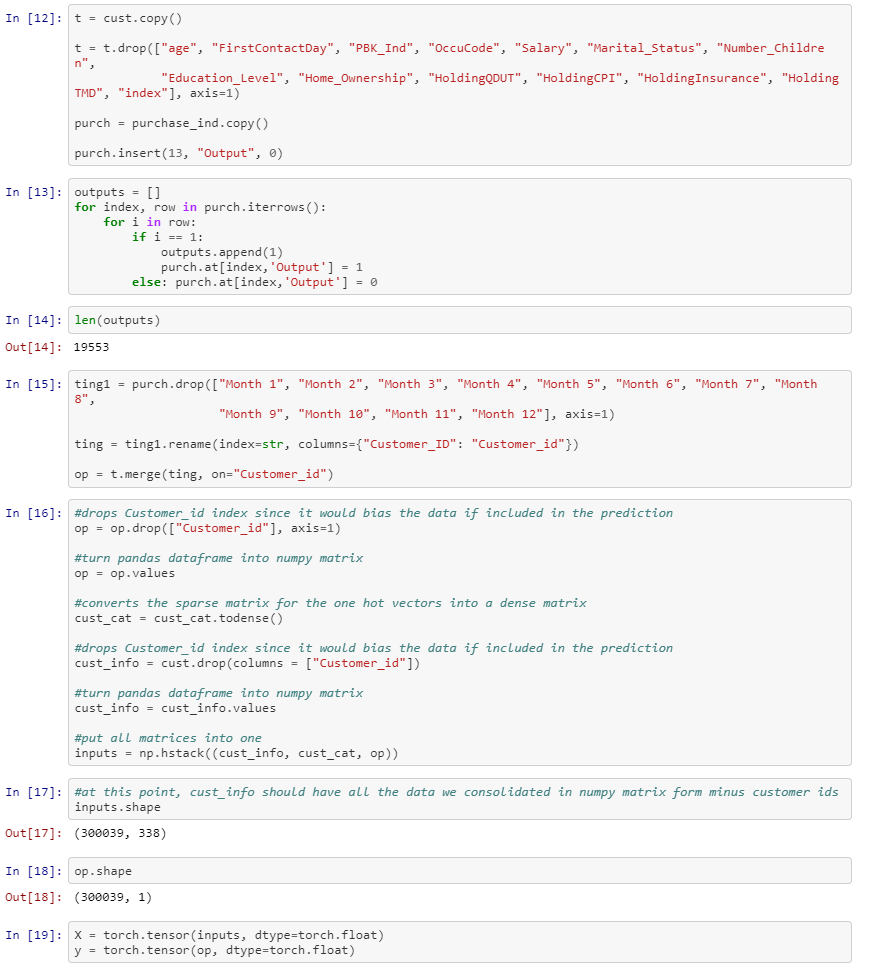 In [12]: t = cust.copy()
t = t.drop(["age", "FirstContactDay", "PBK_Ind", "OccuCode", "Salary", "Marital_Status", "Number_Childre
n",
"Education_Level", "Home_Ownership", "HoldingQDUT", "HoldingCPI", "HoldingInsurance", "Holding
TMD", "index"], axis=1)
purch = purchase_ind.copy()
purch.insert(13, "Output", 0)
In [13]: outputs = []
for index, row in purch.iterrows():
for i in row:
if i == 1:
outputs.append(1)
purch.at[index,'Output'] = 1
else: purch.at[index,'Output'] = 0
In [14]: len(outputs)
Out[14]: 19553
In [15]: ting1 = purch.drop(["Month 1", "Month 2", "Month 3", "Month 4", "Month 5", "Month 6", "Month 7", "Month
8",
"Month 9", "Month 10", "Month 11", "Month 12"], axis=1)
ting = ting1.rename(index=str, columns={"Customer_ID": "Customer_id"})
op = t.merge(ting, on="Customer_id")
In [16]: #drops Customer_id index since it would bias the data if included in the prediction
op = op.drop(["Customer_id"], axis=1)
#turn pandas dataframe into numpy matrix
op = op.values
#converts the sparse matrix for the one hot vectors into a dense matrix
cust_cat = cust_cat.todense()
#drops Customer_id index since it would bias the data if included in the prediction
cust_info = cust.drop(columns = ["Customer_id"])
#turn pandas dataframe into numpy matrix
cust_info = cust_info.values
#put all matrices into one
inputs = np.hstack((cust_info, cust_cat, op))
In [17]: #at this point, cust_info should have all the data we consolidated in numpy matrix form minus customer ids
inputs.shape
Out[17]: (300039, 338)
In [18]: op.shape
Out[18]: (300039, 1)
In [19]: X = torch.tensor(inputs, dtype=torch.float)
y = torch.tensor(op, dtype=torch.float)